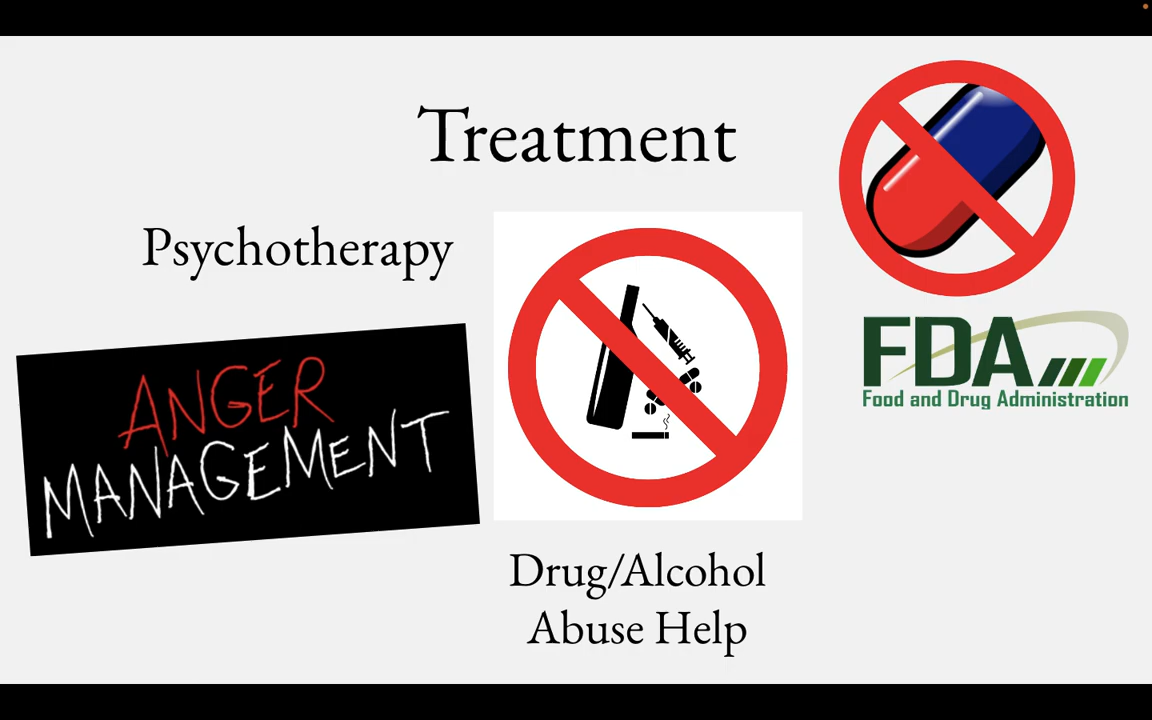 Treatment
Psychotherapy
ANGER
MANAGEMENT
Drug/Alcohol
Abuse Help
FDA
Food and Drug Administration